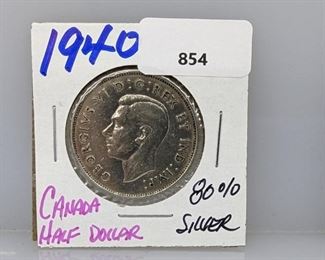 1940
854
GEORGIVS VI D:G:REX ET IND:IMP:
80%
CANADA
SILVER
HALF DOLLAR